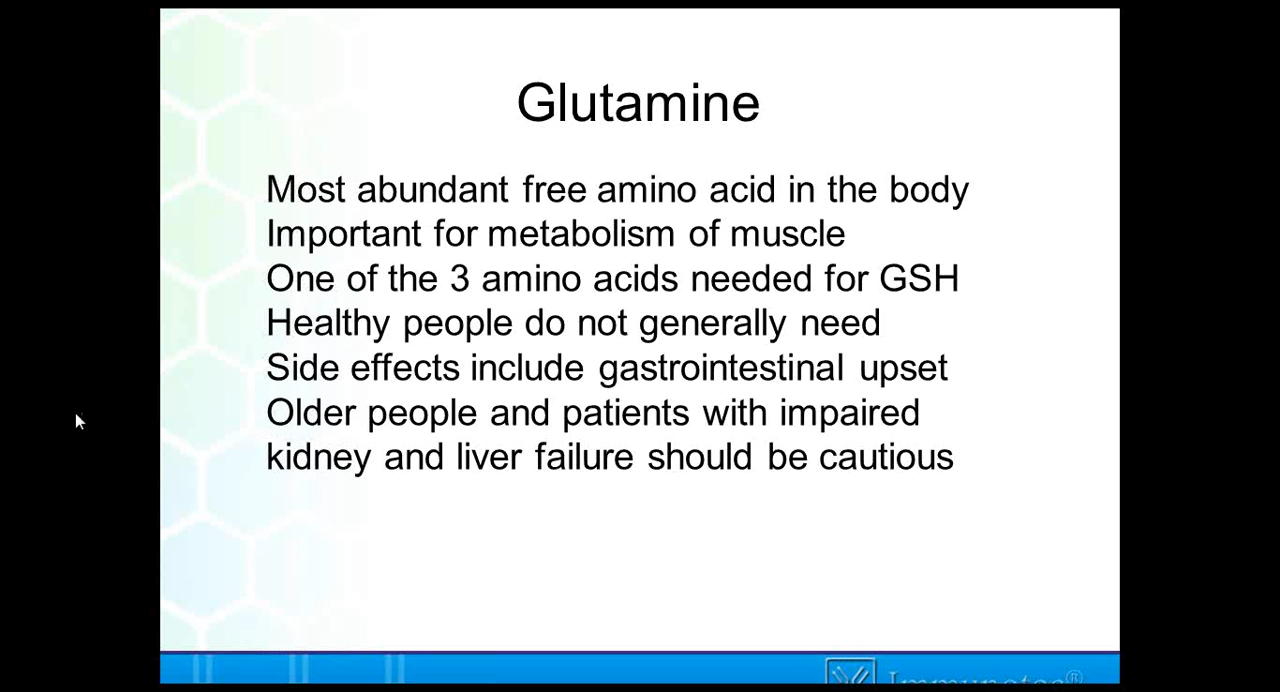 Glutamine
Most abundant free amino acid in the body
Important for metabolism of muscle
One of the 3 amino acids needed for GSH
Healthy people do not generally need
Side effects include gastrointestinal upset
Older people and patients with impaired
kidney and liver failure should be cautious